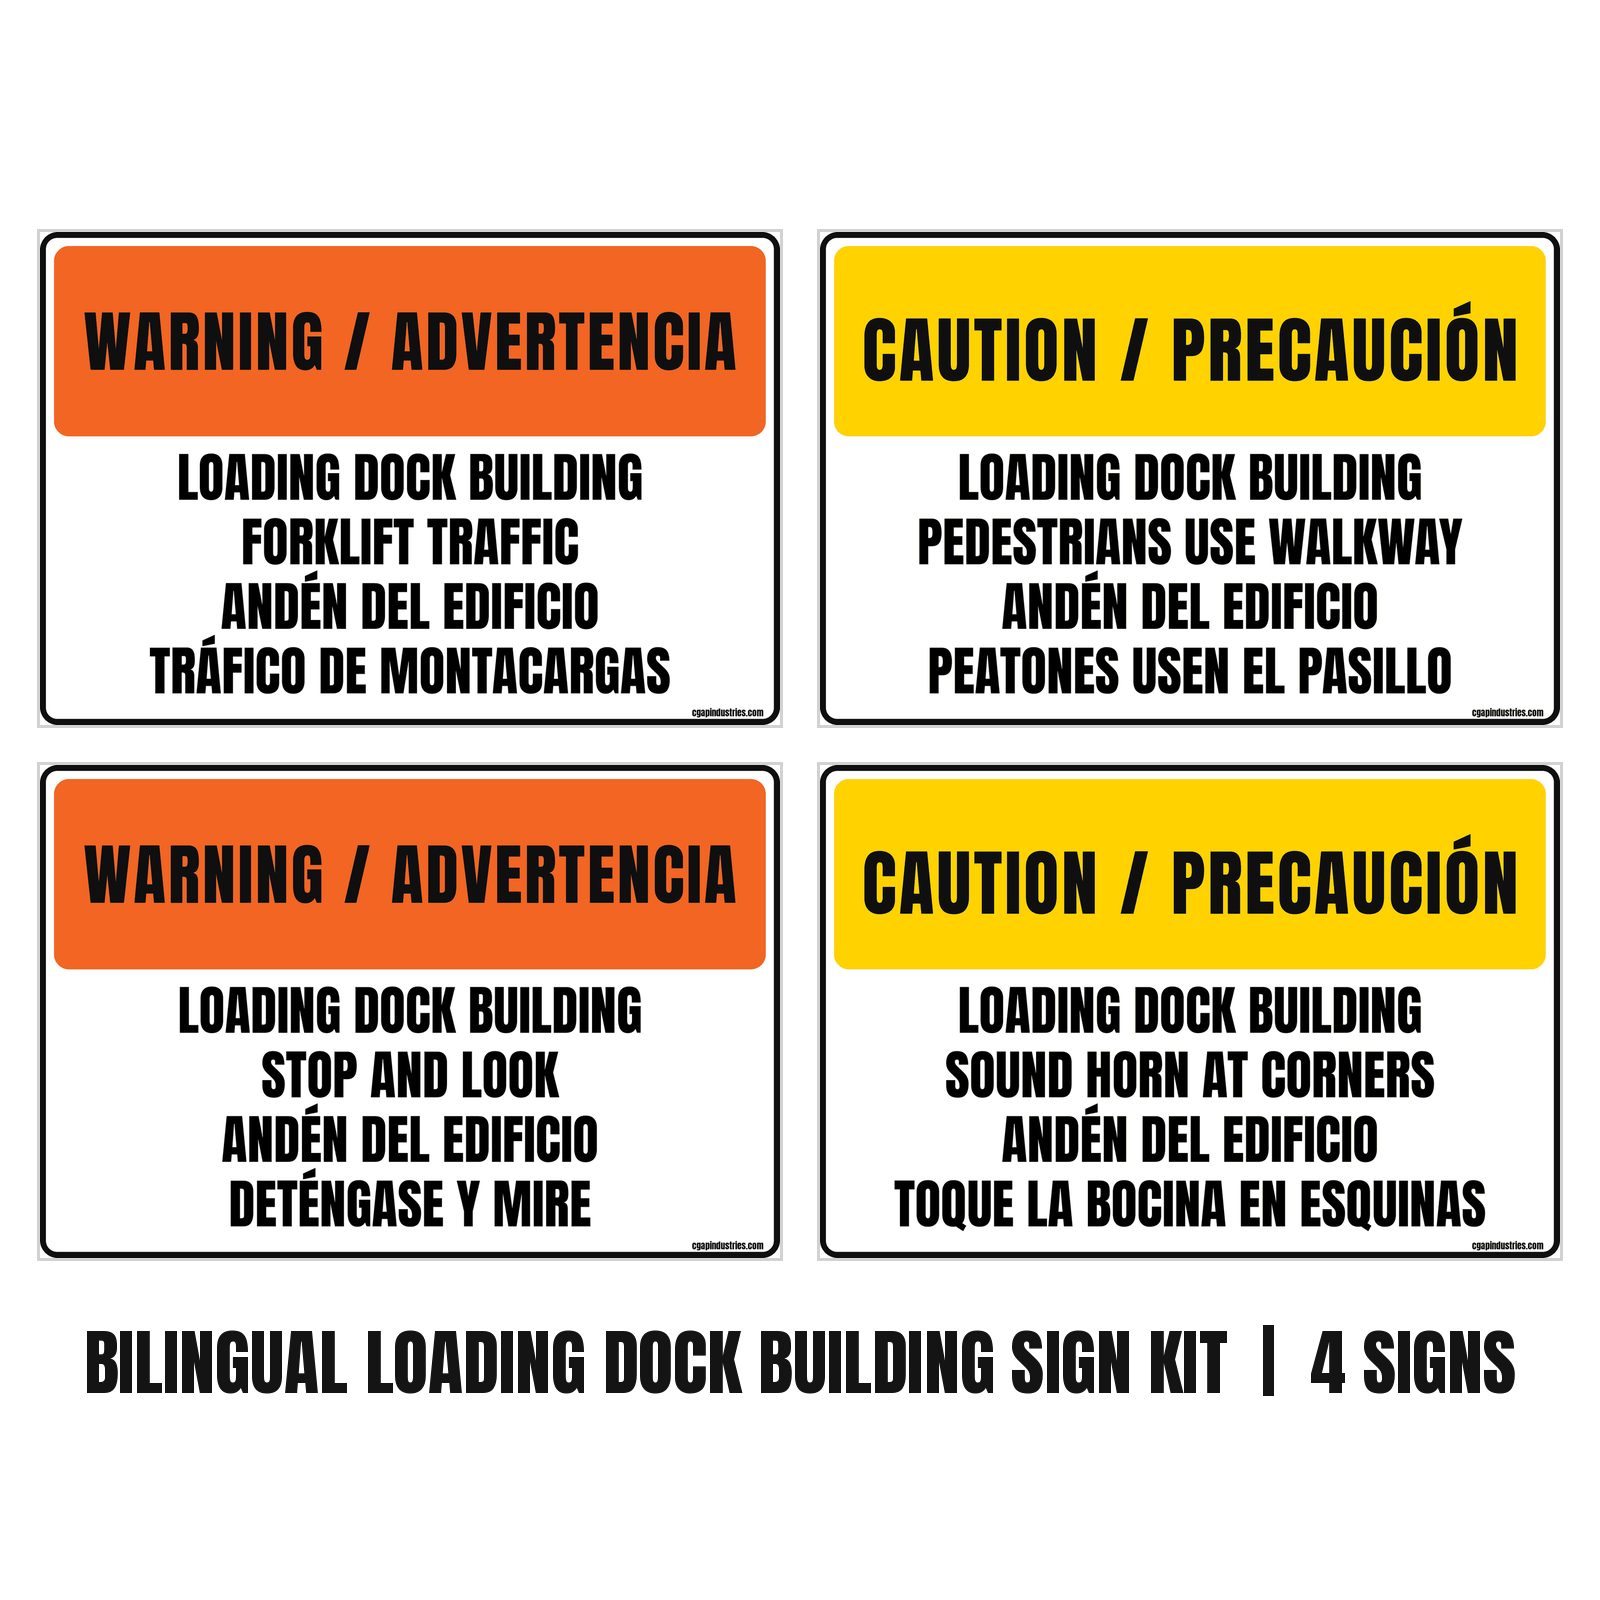 WARNING / ADVERTENCIA
LOADING DOCK BUILDING
FORKLIFT TRAFFIC
ANDÉN DEL EDIFICIO
TRÁFICO DE MONTACARGAS
cgapindustries.com
CAUTION / PRECAUCIÓN
LOADING DOCK BUILDING
PEDESTRIANS USE WALKWAY
ANDÉN DEL EDIFICIO
PEATONES USEN EL PASILLO
cgapindustries.com
WARNING / ADVERTENCIA
LOADING DOCK BUILDING
STOP AND LOOK
ANDÉN DEL EDIFICIO
DETÉNGASE Y MIRE
cgapindustries.com
CAUTION / PRECAUCIÓN
LOADING DOCK BUILDING
SOUND HORN AT CORNERS
ANDÉN DEL EDIFICIO
TOQUE LA BOCINA EN ESQUINAS
cgapindustries.com
BILINGUAL LOADING DOCK BUILDING SIGN KIT | 4 SIGNS